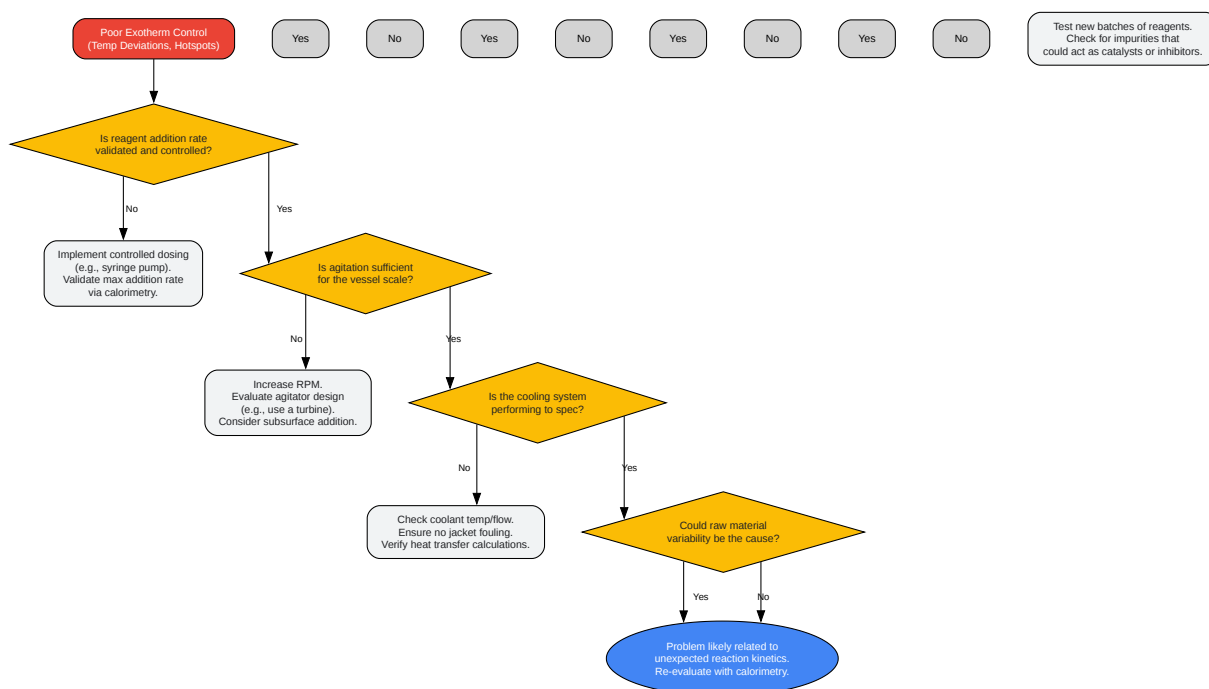 Poor Exotherm Control
(Temp Deviations, Hotspots)
Yes
No
Yes
No
Yes
No
Yes
No
Test new batches of reagents.
Check for impurities that
could act as catalysts or inhibitors.
Is reagent addition rate
validated and controlled?
No
Yes
Implement controlled dosing
(e.g., syringe pump).
Validate max addition rate
via calorimetry.
Is agitation sufficient
for the vessel scale?
No
Yes
Increase RPM.
Evaluate agitator design
(e.g., use a turbine).
Consider subsurface addition.
Is the cooling system
performing to spec?
No
Yes
Check coolant temp/flow.
Ensure no jacket fouling.
Verify heat transfer calculations.
Could raw material
variability be the cause?
Yes
No
Problem likely related to
unexpected reaction kinetics.
Re-evaluate with calorimetry.